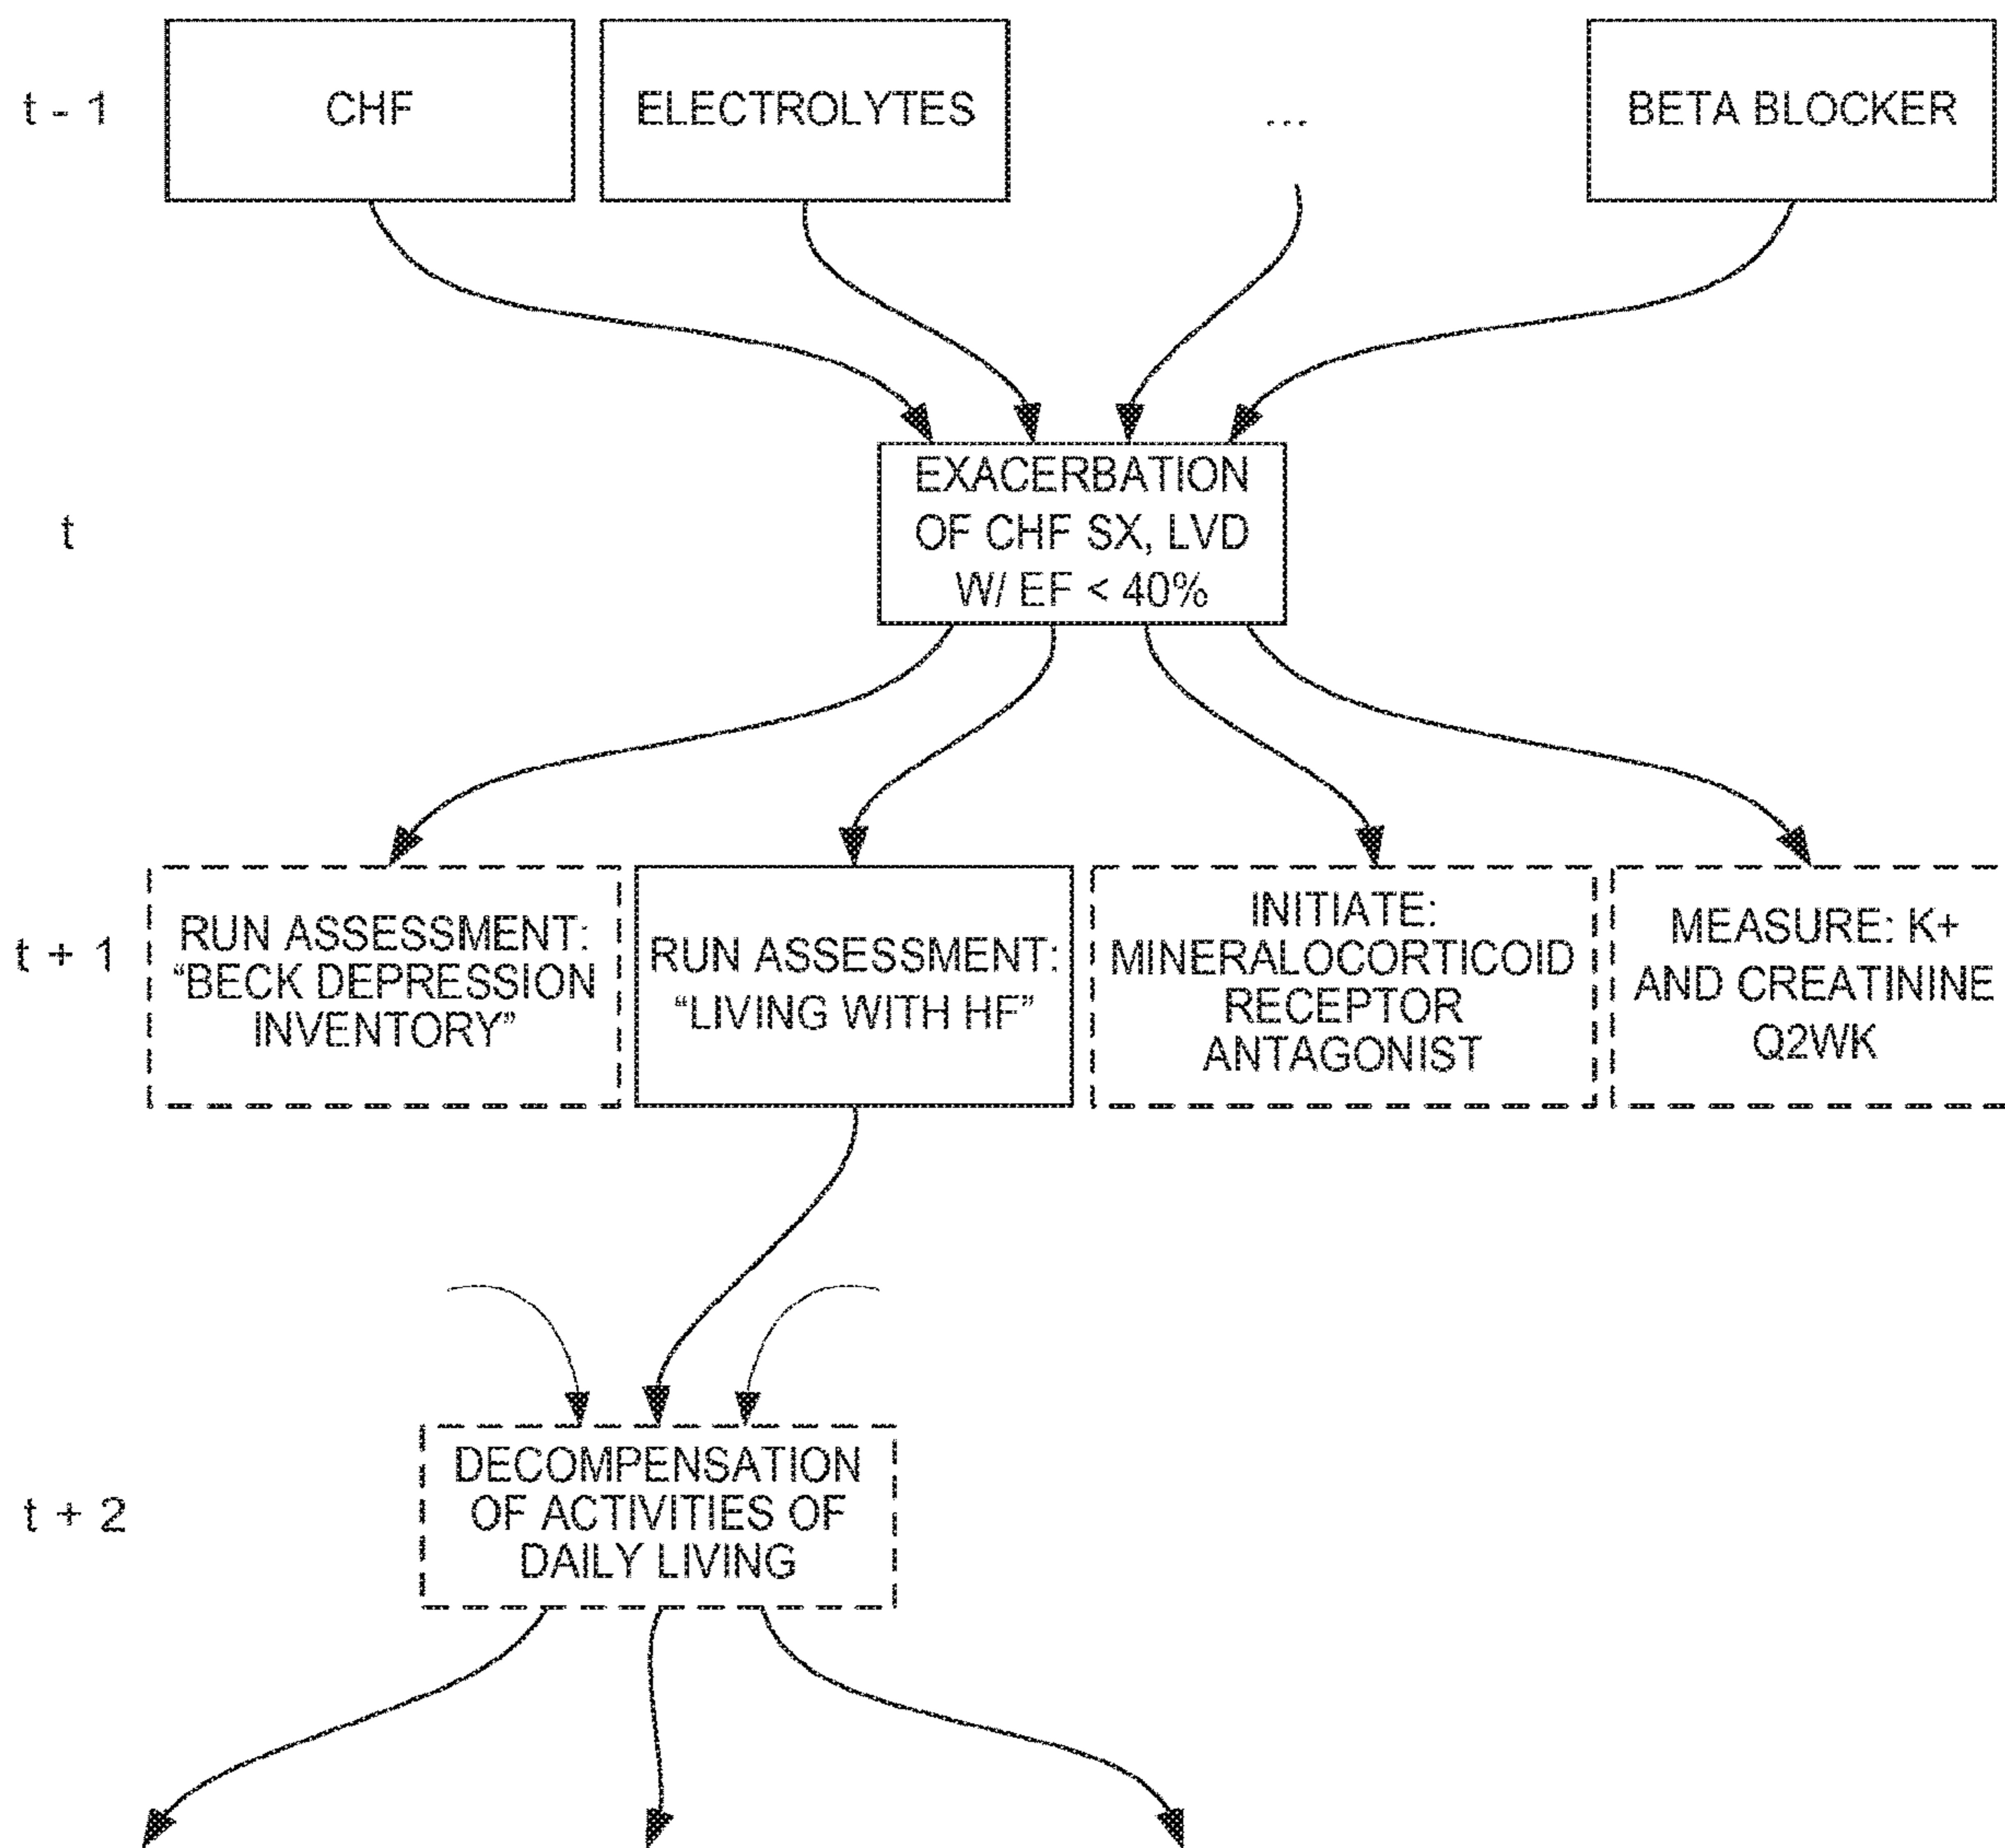 t - 1
CHF
ELECTROLYTES
...
BETA BLOCKER
t
EXACERBATION
OF CHF SX, LVD
W/ EF < 40%
t + 1
RUN ASSESSMENT:
“BECK DEPRESSION
INVENTORY”
RUN ASSESSMENT:
“LIVING WITH HF”
INITIATE:
MINERALOCORTICOID
RECEPTOR
ANTAGONIST
MEASURE: K+
AND CREATININE
Q2WK
t + 2
DECOMPENSATION
OF ACTIVITIES OF
DAILY LIVING